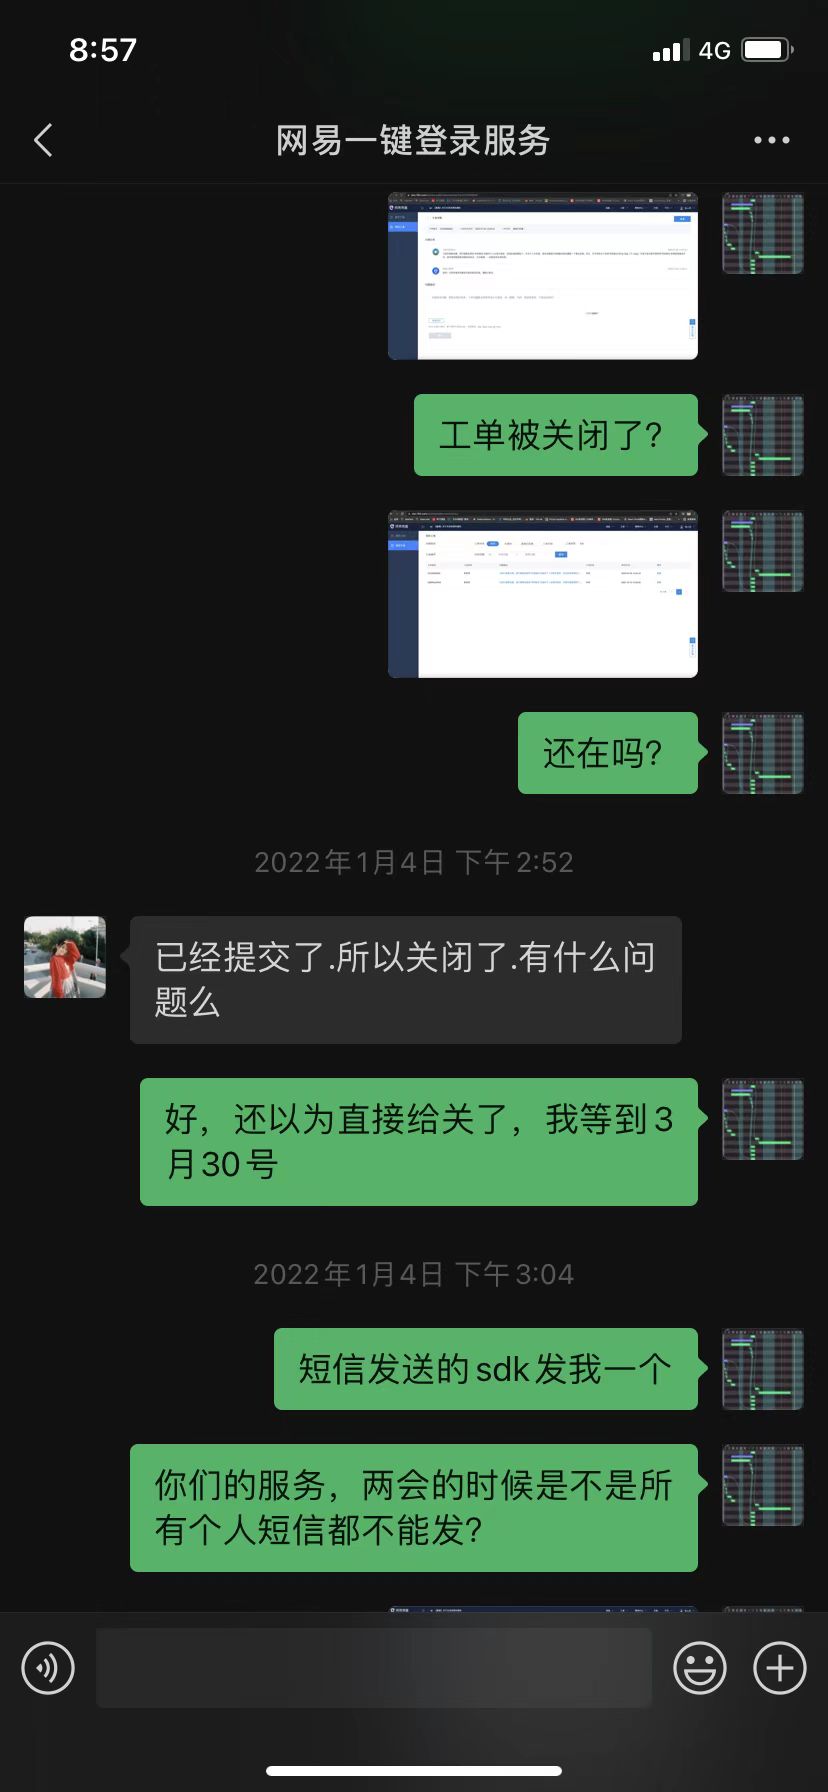 8:57
4G
网易一键登录服务
工单被关闭了?
还在吗?
2022年1月4日 下午2:52
已经提交了.所以关闭了.有什么问
题么
好，还以为直接给关了，我等到3
月30号
2022年1月4日 下午3:04
短信发送的sdk发我一个
你们的服务，两会的时候是不是所
有个人短信都不能发?